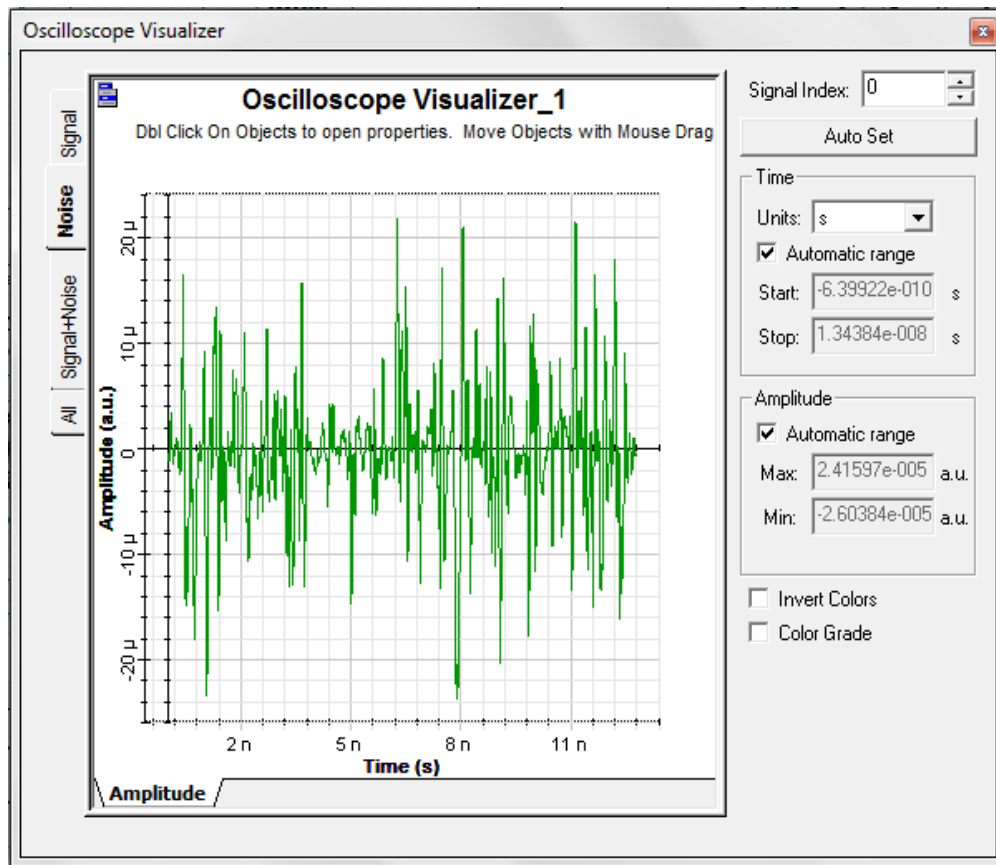 Oscilloscope Visualizer
Signal
Noise
Signal+Noise
All
Oscilloscope Visualizer_1
Dbl Click On Objects to open properties. Move Objects with Mouse Drag
Amplitude (a.u.)
20 µ
10 µ
0
-10 µ
-20 µ
2 n
5 n
8 n
11 n
Time (s)
Amplitude
Signal Index: 0
Auto Set
Time
Units: s
Automatic range
Start: -6.39922e-010 s
Stop: 1.34384e-008 s
Amplitude
Automatic range
Max: 2.41597e-005 a.u.
Min: -2.60384e-005 a.u.
Invert Colors
Color Grade